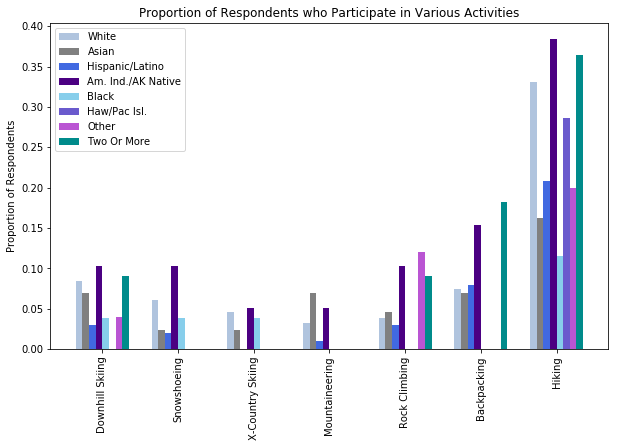 Proportion of Respondents who Participate in Various Activities
0.40
0.35
0.30
0.25
0.20
0.15
0.10
0.05
0.00
Proportion of Respondents
White
Asian
Hispanic/Latino
Am. Ind./AK Native
Black
Haw/Pac Isl.
Other
Two Or More
Downhill Skiing
Snowshoeing
X-Country Skiing
Mountaineering
Rock Climbing
Backpacking
Hiking